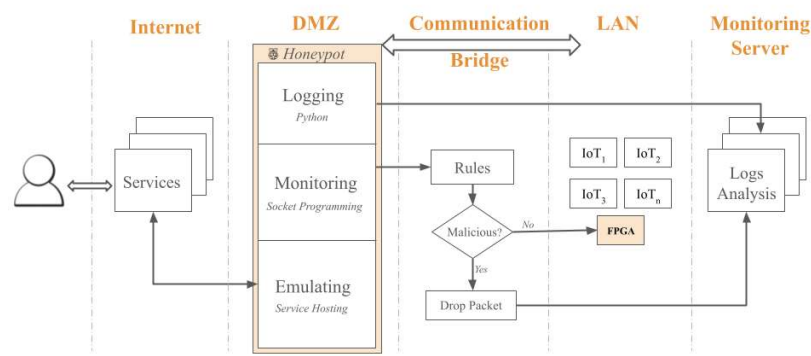 Internet
DMZ
Communication
Bridge
LAN
Monitoring
Server
Honeypot
Logging
Python
Monitoring
Socket Programming
Emulating
Service Hosting
Services
Rules
Malicious?
No
Yes
Drop Packet
IoT1
IoT2
IoT3
IoTn
FPGA
Logs
Analysis